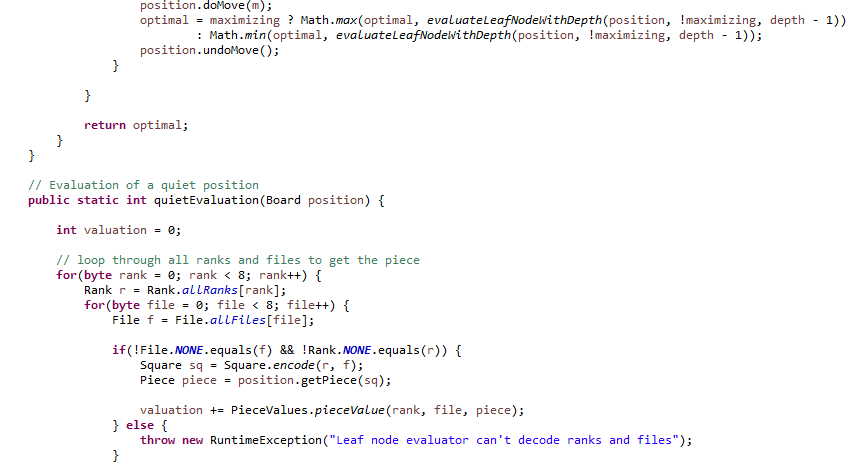 position.doMove(m);
optimal = maximizing ? Math.max(optimal, evaluateLeafNodeWithDepth(position, !maximizing, depth - 1))
: Math.min(optimal, evaluateLeafNodeWithDepth(position, !maximizing, depth - 1));
position.undoMove();
}
}
return optimal;
}
}
// Evaluation of a quiet position
public static int quietEvaluation(Board position) {
int valuation = 0;
// loop through all ranks and files to get the piece
for(byte rank = 0; rank < 8; rank++) {
Rank r = Rank.allRanks[rank];
for(byte file = 0; file < 8; file++) {
File f = File.allFiles[file];
if(!File.NONE.equals(f) && !Rank.NONE.equals(r)) {
Square sq = Square.encode(r, f);
Piece piece = position.getPiece(sq);
valuation += PieceValues.pieceValue(rank, file, piece);
} else {
throw new RuntimeException("Leaf node evaluator can't decode ranks and files");
}